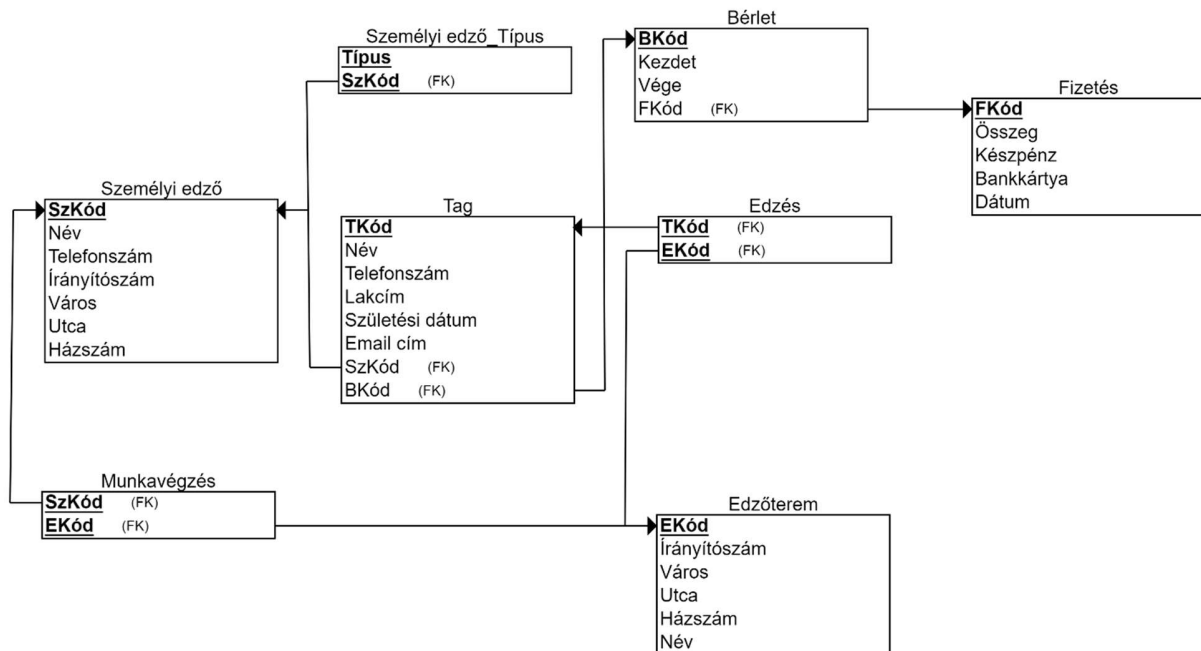 Személyi edző_Típus
Típus
SzKód (FK)
Bérlet
BKód
Kezdet
Vége
FKód (FK)
Fizetés
FKód
Összeg
Készpénz
Bankkártya
Dátum
Személyi edző
SzKód
Név
Telefonszám
Írányítószám
Város
Utca
Házszám
Tag
TKód
Név
Telefonszám
Lakcím
Születési dátum
Email cím
SzKód (FK)
BKód (FK)
Edzés
TKód (FK)
EKód (FK)
Munkavégzés
SzKód (FK)
EKód (FK)
Edzőterem
EKód
Írányítószám
Város
Utca
Házszám
Név